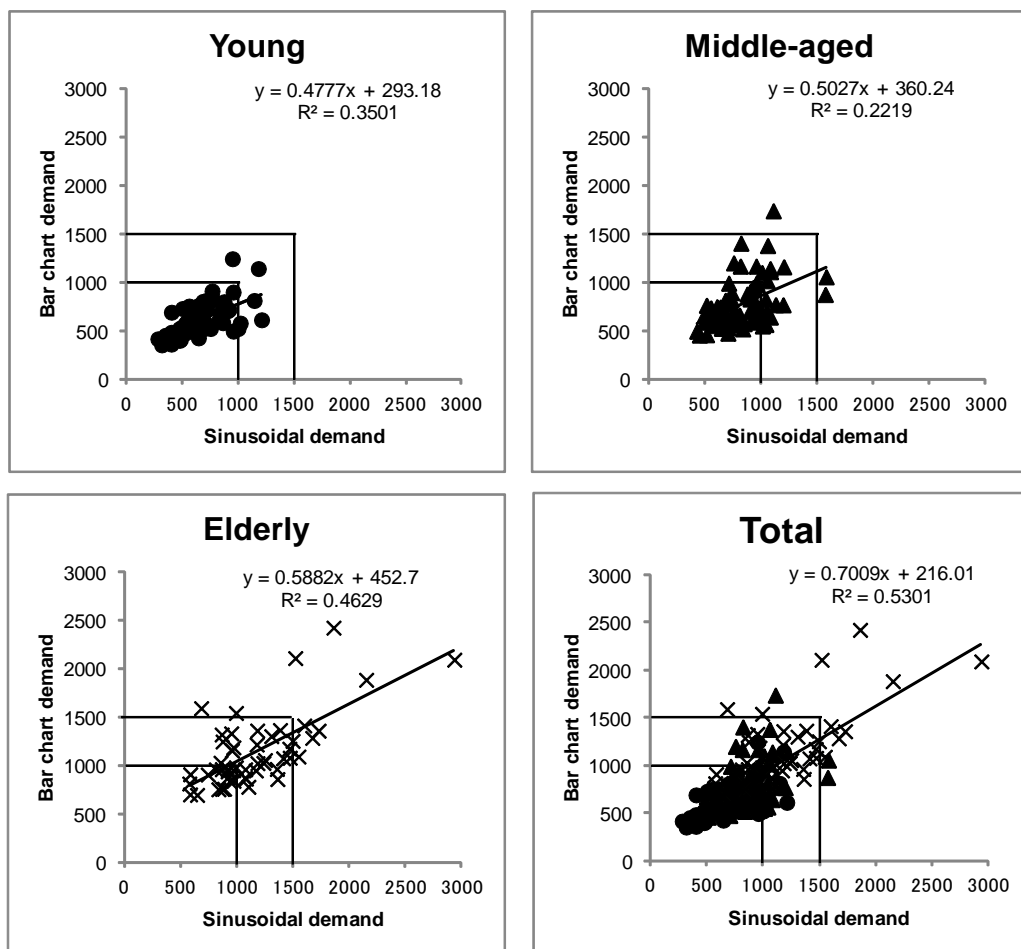 Young
y = 0.4777x + 293.18
R² = 0.3501
Bar chart demand
3000
2500
2000
1500
1000
500
0
0 500 1000 1500 2000 2500 3000
Sinusoidal demand
Middle-aged
y = 0.5027x + 360.24
R² = 0.2219
Bar chart demand
3000
2500
2000
1500
1000
500
0
0 500 1000 1500 2000 2500 3000
Sinusoidal demand
Elderly
y = 0.5882x + 452.7
R² = 0.4629
Bar chart demand
3000
2500
2000
1500
1000
500
0
0 500 1000 1500 2000 2500 3000
Sinusoidal demand
Total
y = 0.7009x + 216.01
R² = 0.5301
Bar chart demand
3000
2500
2000
1500
1000
500
0
0 500 1000 1500 2000 2500 3000
Sinusoidal demand